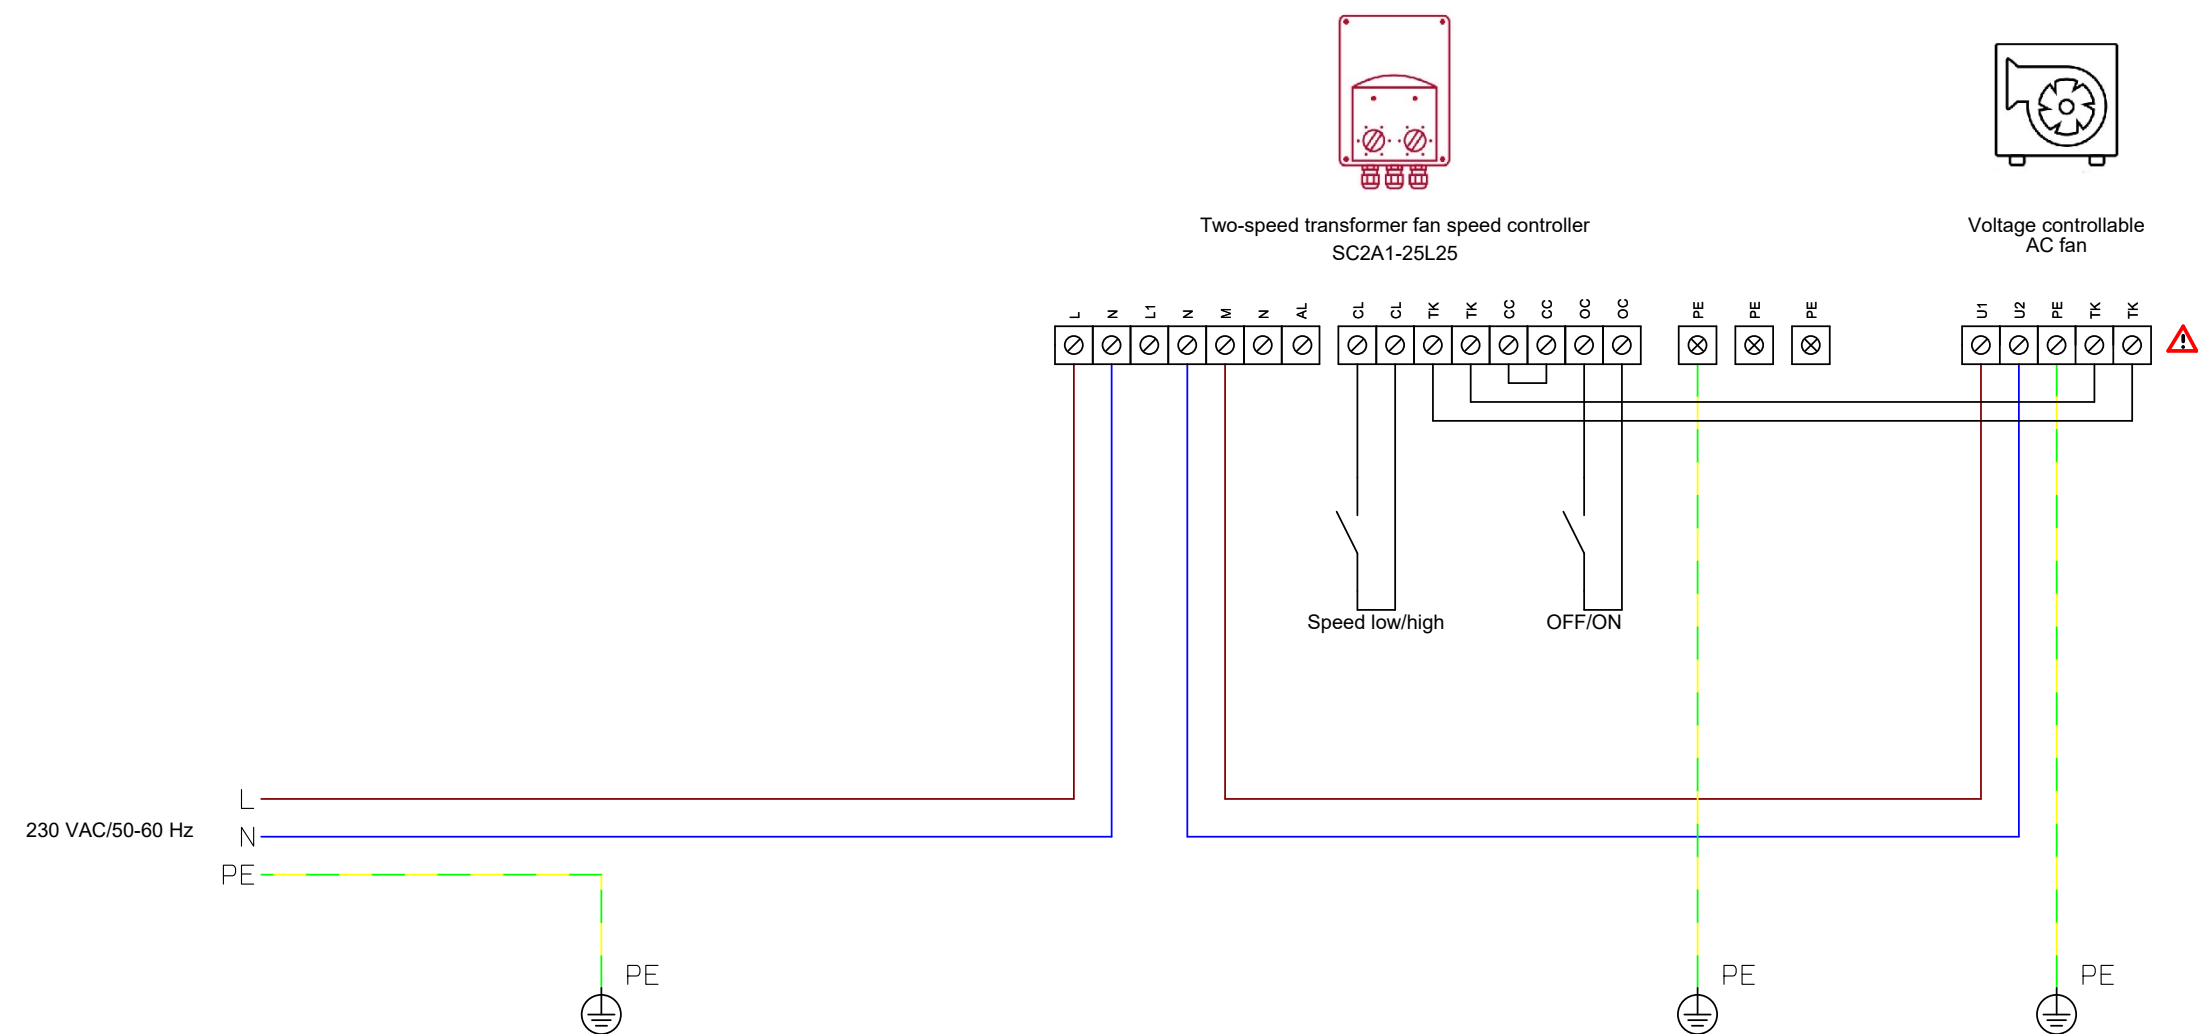 Two-speed transformer fan speed controller
SC2A1-25L25
Voltage controllable
AC fan
L N L1 N M N AL CL CL TK TK CC CC OC OC PE PE PE U1 U2 PE TK TK
Speed low/high OFF/ON
L
230 VAC/50-60 Hz N
PE
PE PE PE